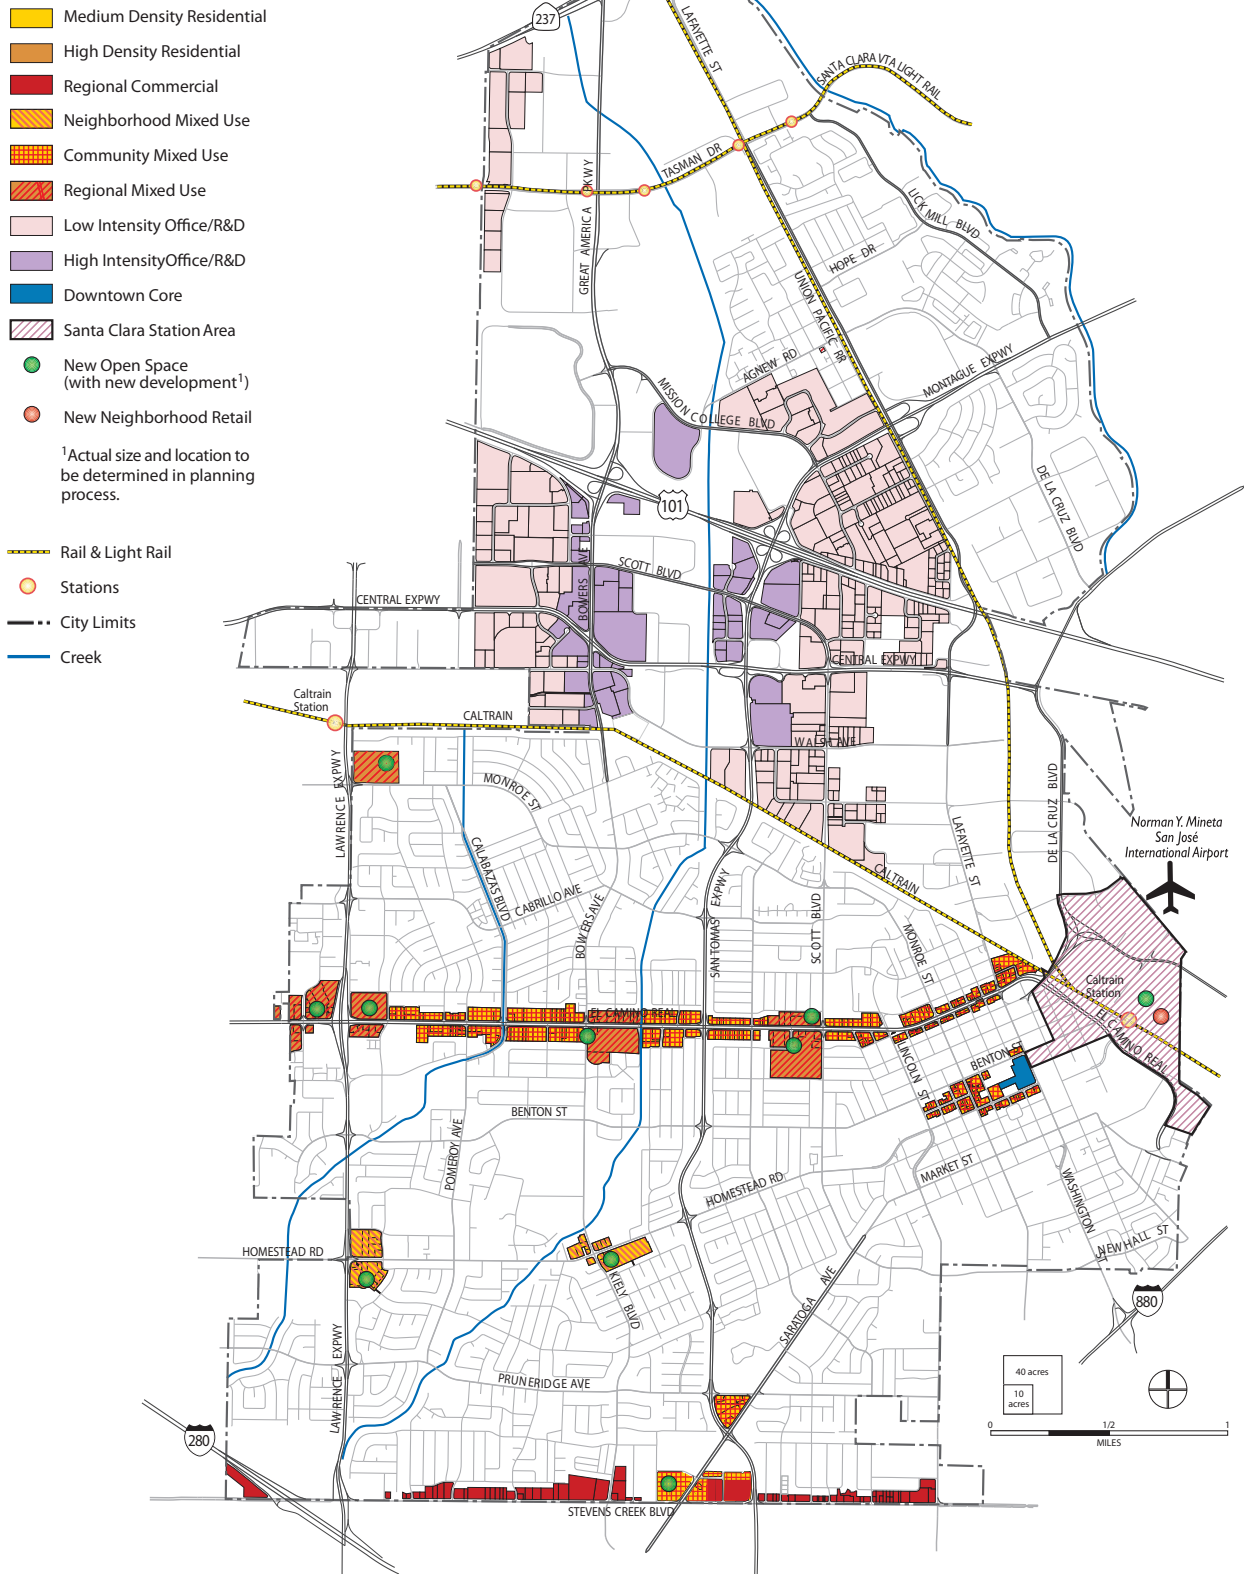 Medium Density Residential
High Density Residential
Regional Commercial
Neighborhood Mixed Use
Community Mixed Use
Regional Mixed Use
Low Intensity Office/R&D
High IntensityOffice/R&D
Downtown Core
Santa Clara Station Area
New Open Space
(with new development1)
New Neighborhood Retail
1Actual size and location to
be determined in planning
process.
Rail & Light Rail
Stations
City Limits
Creek
237
LAFAYETTE ST
SANTA CLARA VTA LIGHT RAIL
TASMAN DR
GREAT AMERICA PKWY
LICK MILL BLVD
HOPE DR
UNION PACIFIC RR
AGNEW RD
MONTAGUE EXPWY
MISSION COLLEGE BLVD
DE LA CRUZ BLVD
101
SCOTT BLVD
BOWERS AVE
CENTRAL EXPWY
CENTRAL EXPWY
Caltrain
Station
CALTRAIN
WALSH AVE
LAWRENCE EXPWY
MONROE ST
CALABAZAS BLVD
CABRILLO AVE
BOWERS AVE
SAN TOMAS EXPWY
SCOTT BLVD
CALTRAIN
LAFAYETTE ST
DE LA CRUZ BLVD
Norman Y. Mineta
San José
International Airport
MONROE ST
Caltrain
Station
EL CAMINO REAL
EL CAMINO REAL
LINCOLN ST
BENTON ST
BENTON ST
POMEROY AVE
MARKET ST
HOMESTEAD RD
WASHINGTON ST
NEWHALL ST
HOMESTEAD RD
KIELY BLVD
SARATOGA AVE
880
LAWRENCE EXPWY
PRUNERIDGE AVE
40 acres
10
acres
0
1/2
1
MILES
280
STEVENS CREEK BLVD